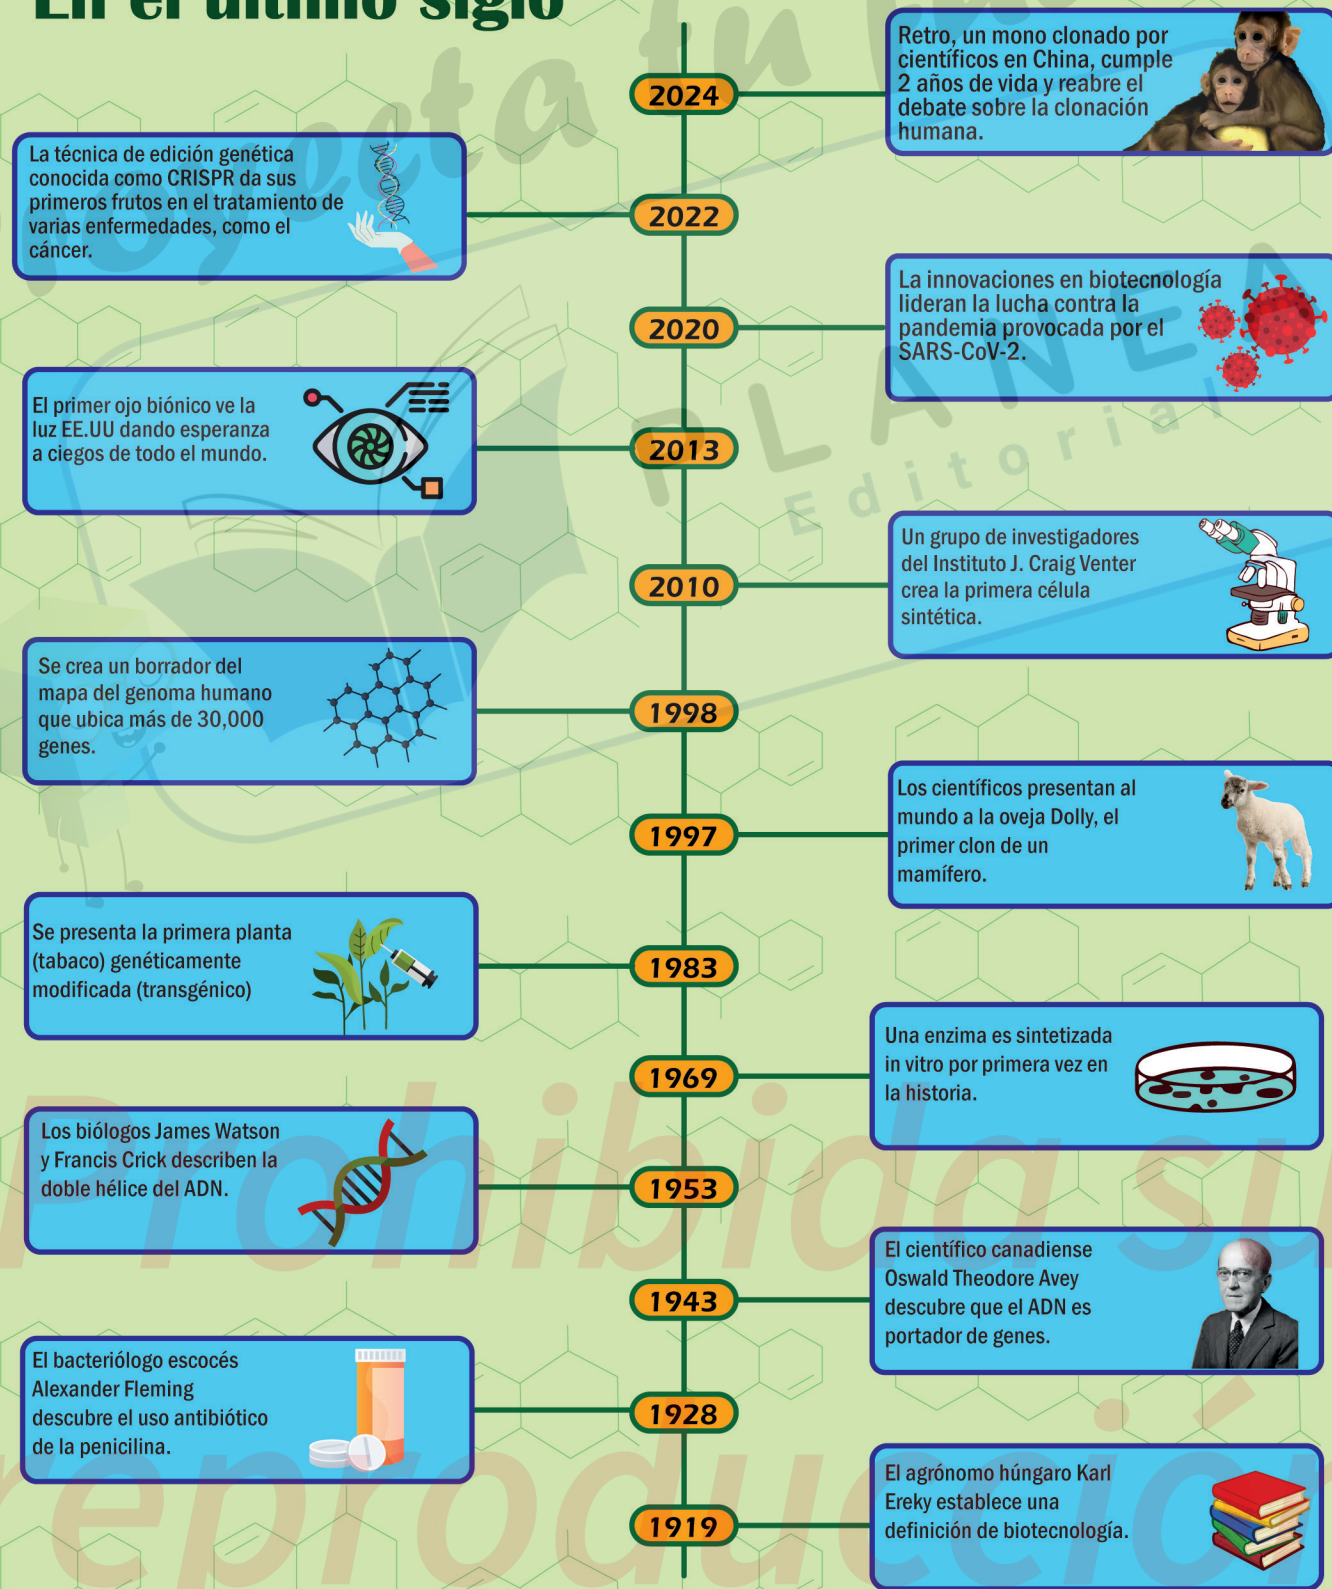 En el último siglo
2024
Retro, un mono clonado por
científicos en China, cumple
2 años de vida y reabre el
debate sobre la clonación
humana.
La técnica de edición genética
conocida como CRISPR da sus
primeros frutos en el tratamiento de
varias enfermedades, como el
cáncer.
2022
2020
La innovaciones en biotecnología
lideran la lucha contra la
pandemia provocada por el
SARS-CoV-2.
El primer ojo biónico ve la
luz EE.UU dando esperanza
a ciegos de todo el mundo.
2013
2010
Un grupo de investigadores
del Instituto J. Craig Venter
crea la primera célula
sintética.
Se crea un borrador del
mapa del genoma humano
que ubica más de 30,000
genes.
1998
1997
Los científicos presentan al
mundo a la oveja Dolly, el
primer clon de un
mamífero.
Se presenta la primera planta
(tabaco) genéticamente
modificada (transgénico)
1983
1969
Una enzima es sintetizada
in vitro por primera vez en
la historia.
Los biólogos James Watson
y Francis Crick describen la
doble hélice del ADN.
1953
1943
El científico canadiense
Oswald Theodore Avey
descubre que el ADN es
portador de genes.
El bacteriólogo escocés
Alexander Fleming
descubre el uso antibiótico
de la penicilina.
1928
1919
El agrónomo húngaro Karl
Ereky establece una
definición de biotecnología.
Proyecta tu
PLANEA
Editorial
Prohibida su
reproducción